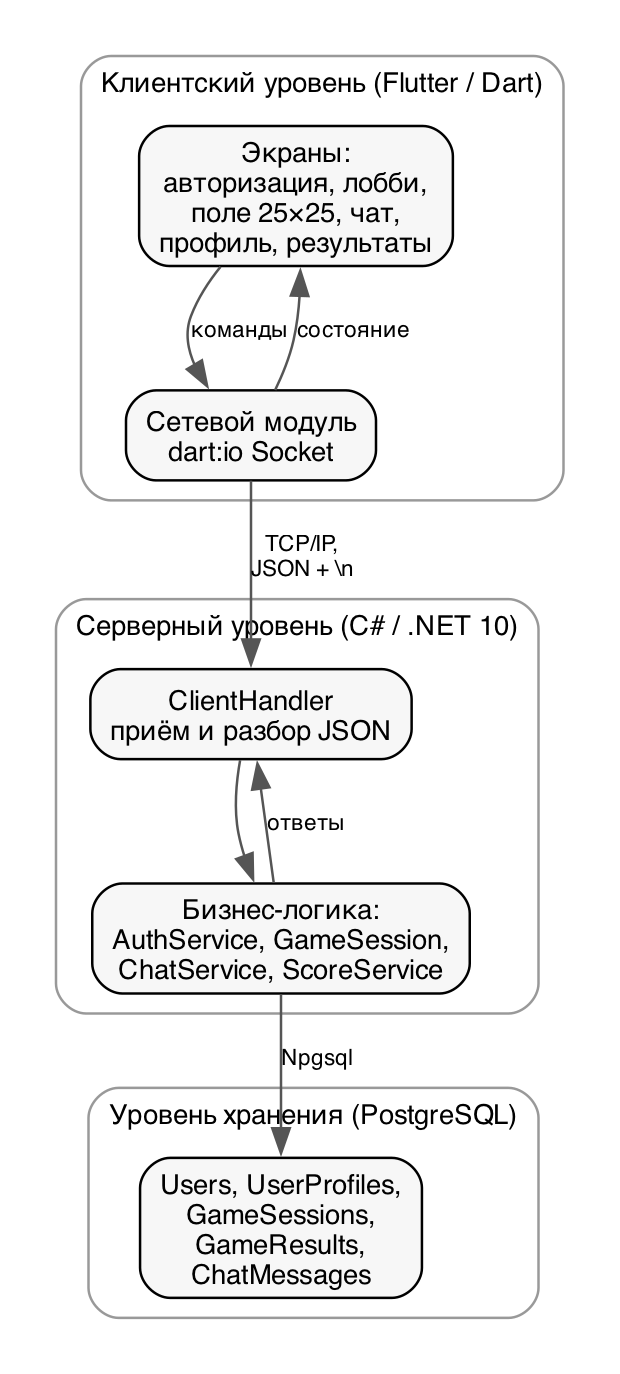 Клиентский уровень (Flutter / Dart)
Экраны:
авторизация, лобби,
поле 25×25, чат,
профиль, результаты
команды
состояние
Сетевой модуль
dart:io Socket
TCP/IP,
JSON + \n
Серверный уровень (C# / .NET 10)
ClientHandler
приём и разбор JSON
ответы
Бизнес-логика:
AuthService, GameSession,
ChatService, ScoreService
Npgsql
Уровень хранения (PostgreSQL)
Users, UserProfiles,
GameSessions,
GameResults,
ChatMessages